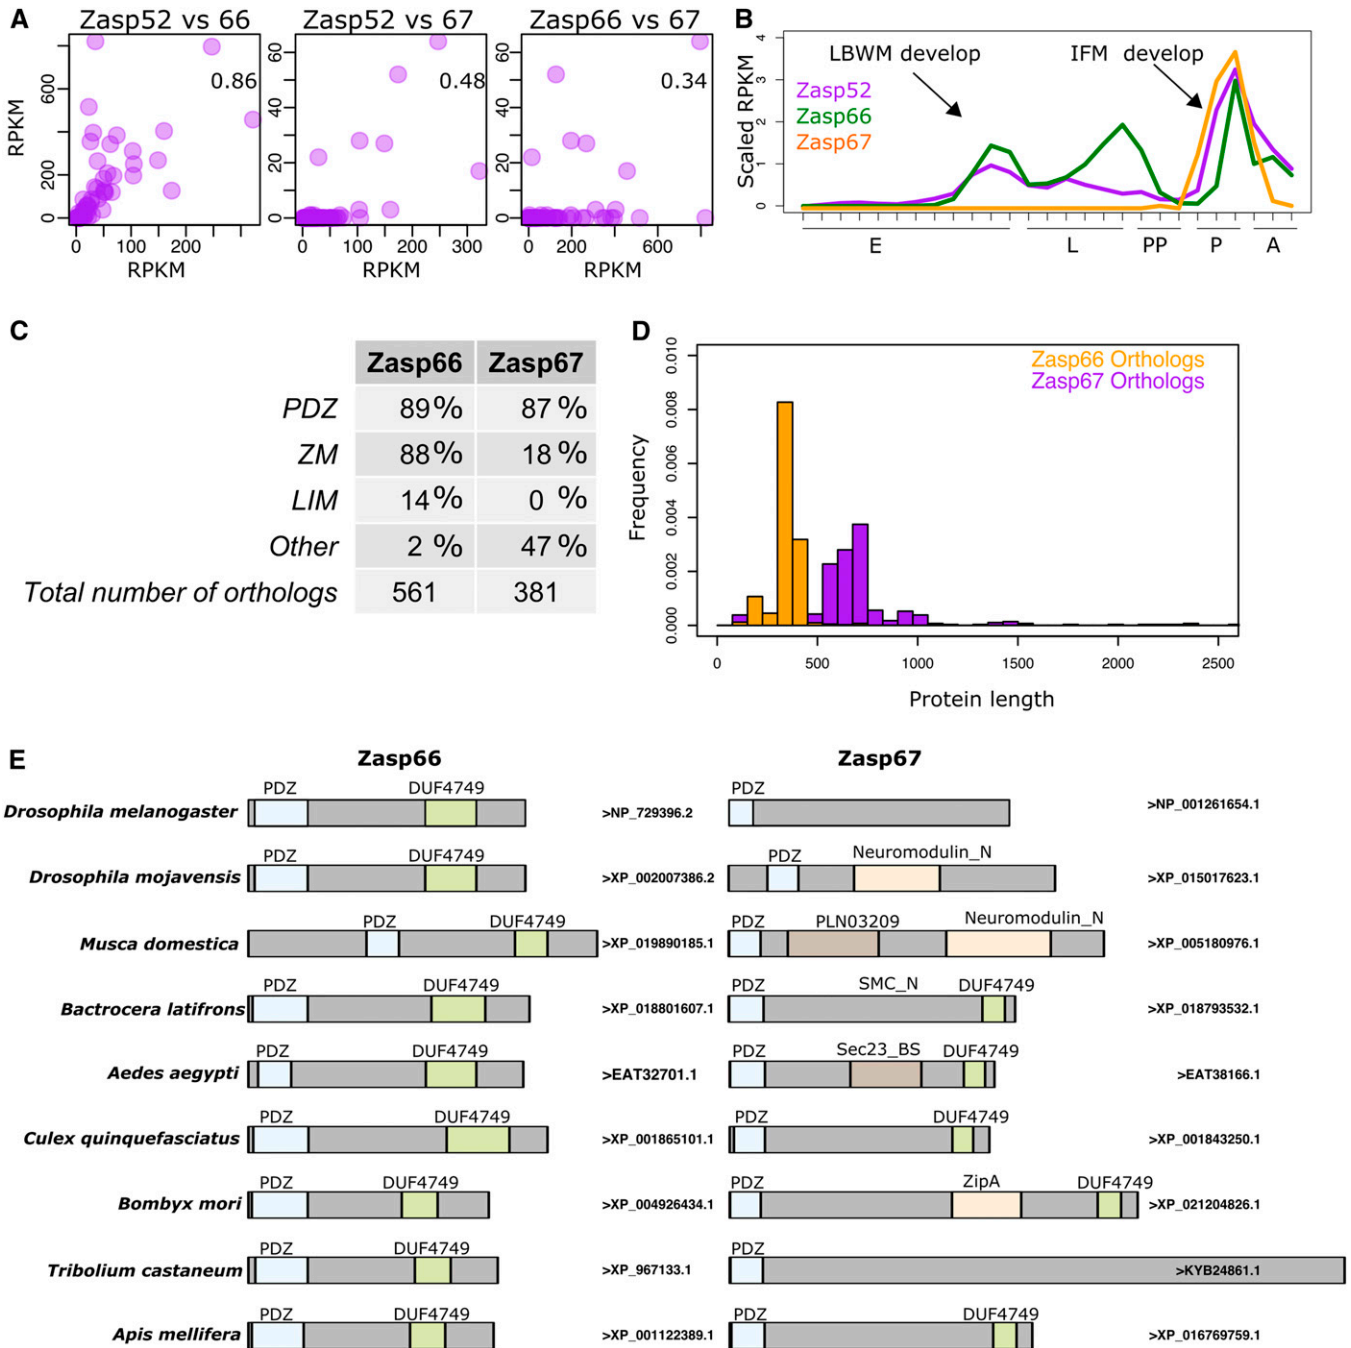 A
Zasp52 vs 66
Zasp52 vs 67
Zasp66 vs 67
0.86
0.48
0.34
RPKM
600
200
0
60
40
20
0
60
40
20
0
0 100 200
0 100 200 300
0 200 600
RPKM
RPKM
RPKM
B
LBWM develop
IFM develop
Zasp52
Zasp66
Zasp67
Scaled RPKM
4
3
2
1
0
E L PP P A
C
Zasp66 Zasp67
PDZ 89% 87%
ZM 88% 18%
LIM 14% 0 %
Other 2 % 47%
Total number of orthologs 561 381
D
Zasp66 Orthologs
Zasp67 Orthologs
Frequency
0.010
0.008
0.006
0.004
0.002
0.000
0 500 1000 1500 2000 2500
Protein length
E
Zasp66
Zasp67
PDZ DUF4749 PDZ
Drosophila melanogaster >NP_729396.2 >NP_001261654.1
PDZ DUF4749 PDZ Neuromodulin_N
Drosophila mojavensis >XP_002007386.2 >XP_015017623.1
PDZ DUF4749 PDZ PLN03209 Neuromodulin_N
Musca domestica >XP_019890185.1 >XP_005180976.1
PDZ DUF4749 PDZ SMC_N DUF4749
Bactrocera latifrons >XP_018801607.1 >XP_018793532.1
PDZ DUF4749 PDZ Sec23_BS DUF4749
Aedes aegypti >EAT32701.1 >EAT38166.1
PDZ DUF4749 PDZ DUF4749
Culex quinquefasciatus >XP_001865101.1 >XP_001843250.1
PDZ DUF4749 PDZ ZipA DUF4749
Bombyx mori >XP_004926434.1 >XP_021204826.1
PDZ DUF4749 PDZ
Tribolium castaneum >XP_967133.1 >KYB24861.1
PDZ DUF4749 PDZ DUF4749
Apis mellifera >XP_001122389.1 >XP_016769759.1